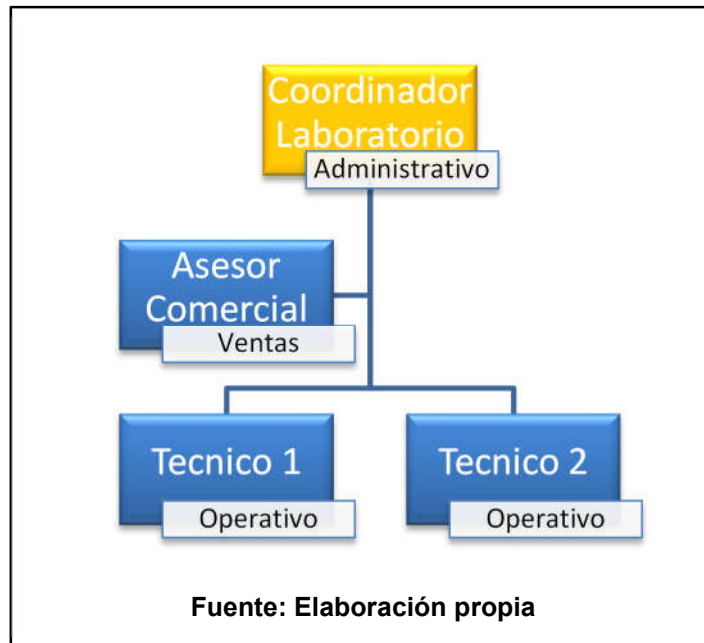 Coordinador
Laboratorio
Administrativo
Asesor
Comercial
Ventas
Tecnico 1
Operativo
Tecnico 2
Operativo
Fuente: Elaboración propia